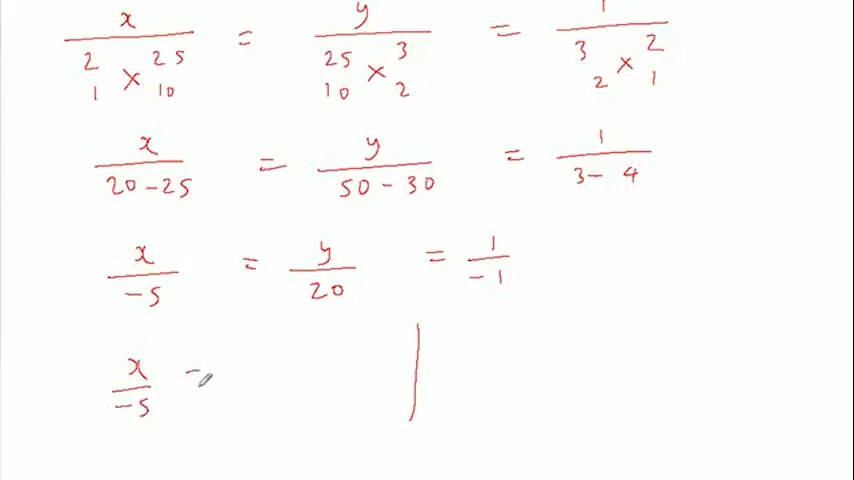 x = y = 1
2 25 25 3 3 2
1 × 10 10 × 2 2 × 1
x = y = 1
20-25 50-30 3-4
x = y = 1
-5 20 -1
x -
-5